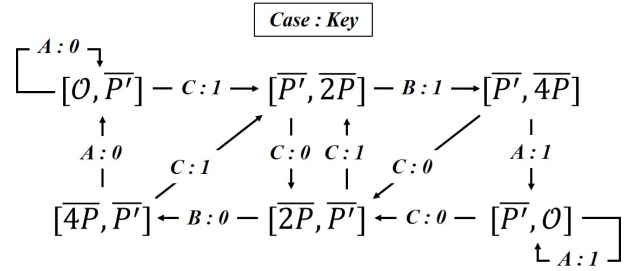 Case : Key
A : 0
[𝒪, P̅'̅] C : 1 [P̅'̅, 2̅P̅] B : 1 [P̅'̅, 4̅P̅]
A : 0 C : 1 C : 0 C : 1 C : 0 A : 1
[4̅P̅, P̅'̅] B : 0 [2̅P̅, P̅'̅] C : 0 [P̅'̅, 𝒪]
A : 1